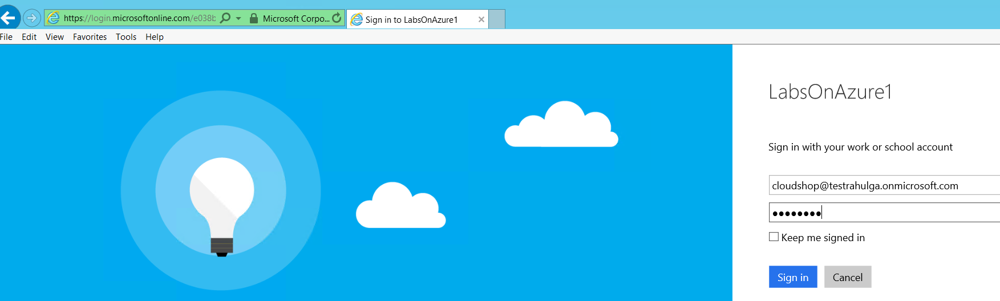 https://login.microsoftonline.com/e038b Microsoft Corpo... Sign in to LabsOnAzure1
File Edit View Favorites Tools Help
LabsOnAzure1
Sign in with your work or school account
cloudshop@testrahulga.onmicrosoft.com
••••••••
Keep me signed in
Sign in Cancel